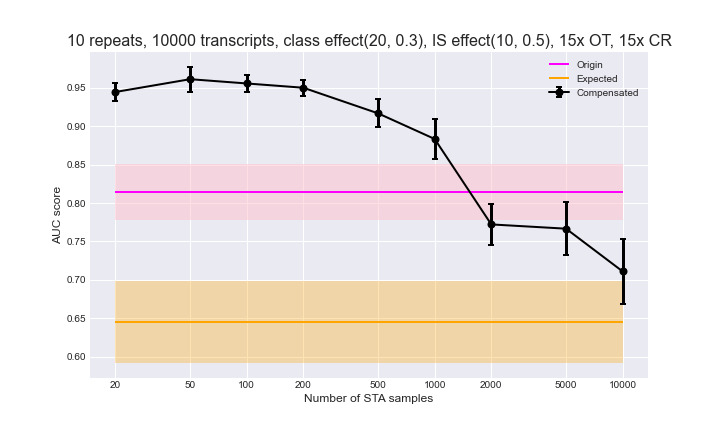 10 repeats, 10000 transcripts, class effect(20, 0.3), IS effect(10, 0.5), 15x OT, 15x CR
Origin
Expected
Compensated
AUC score
0.95
0.90
0.85
0.80
0.75
0.70
0.65
0.60
20 50 100 200 500 1000 2000 5000 10000
Number of STA samples